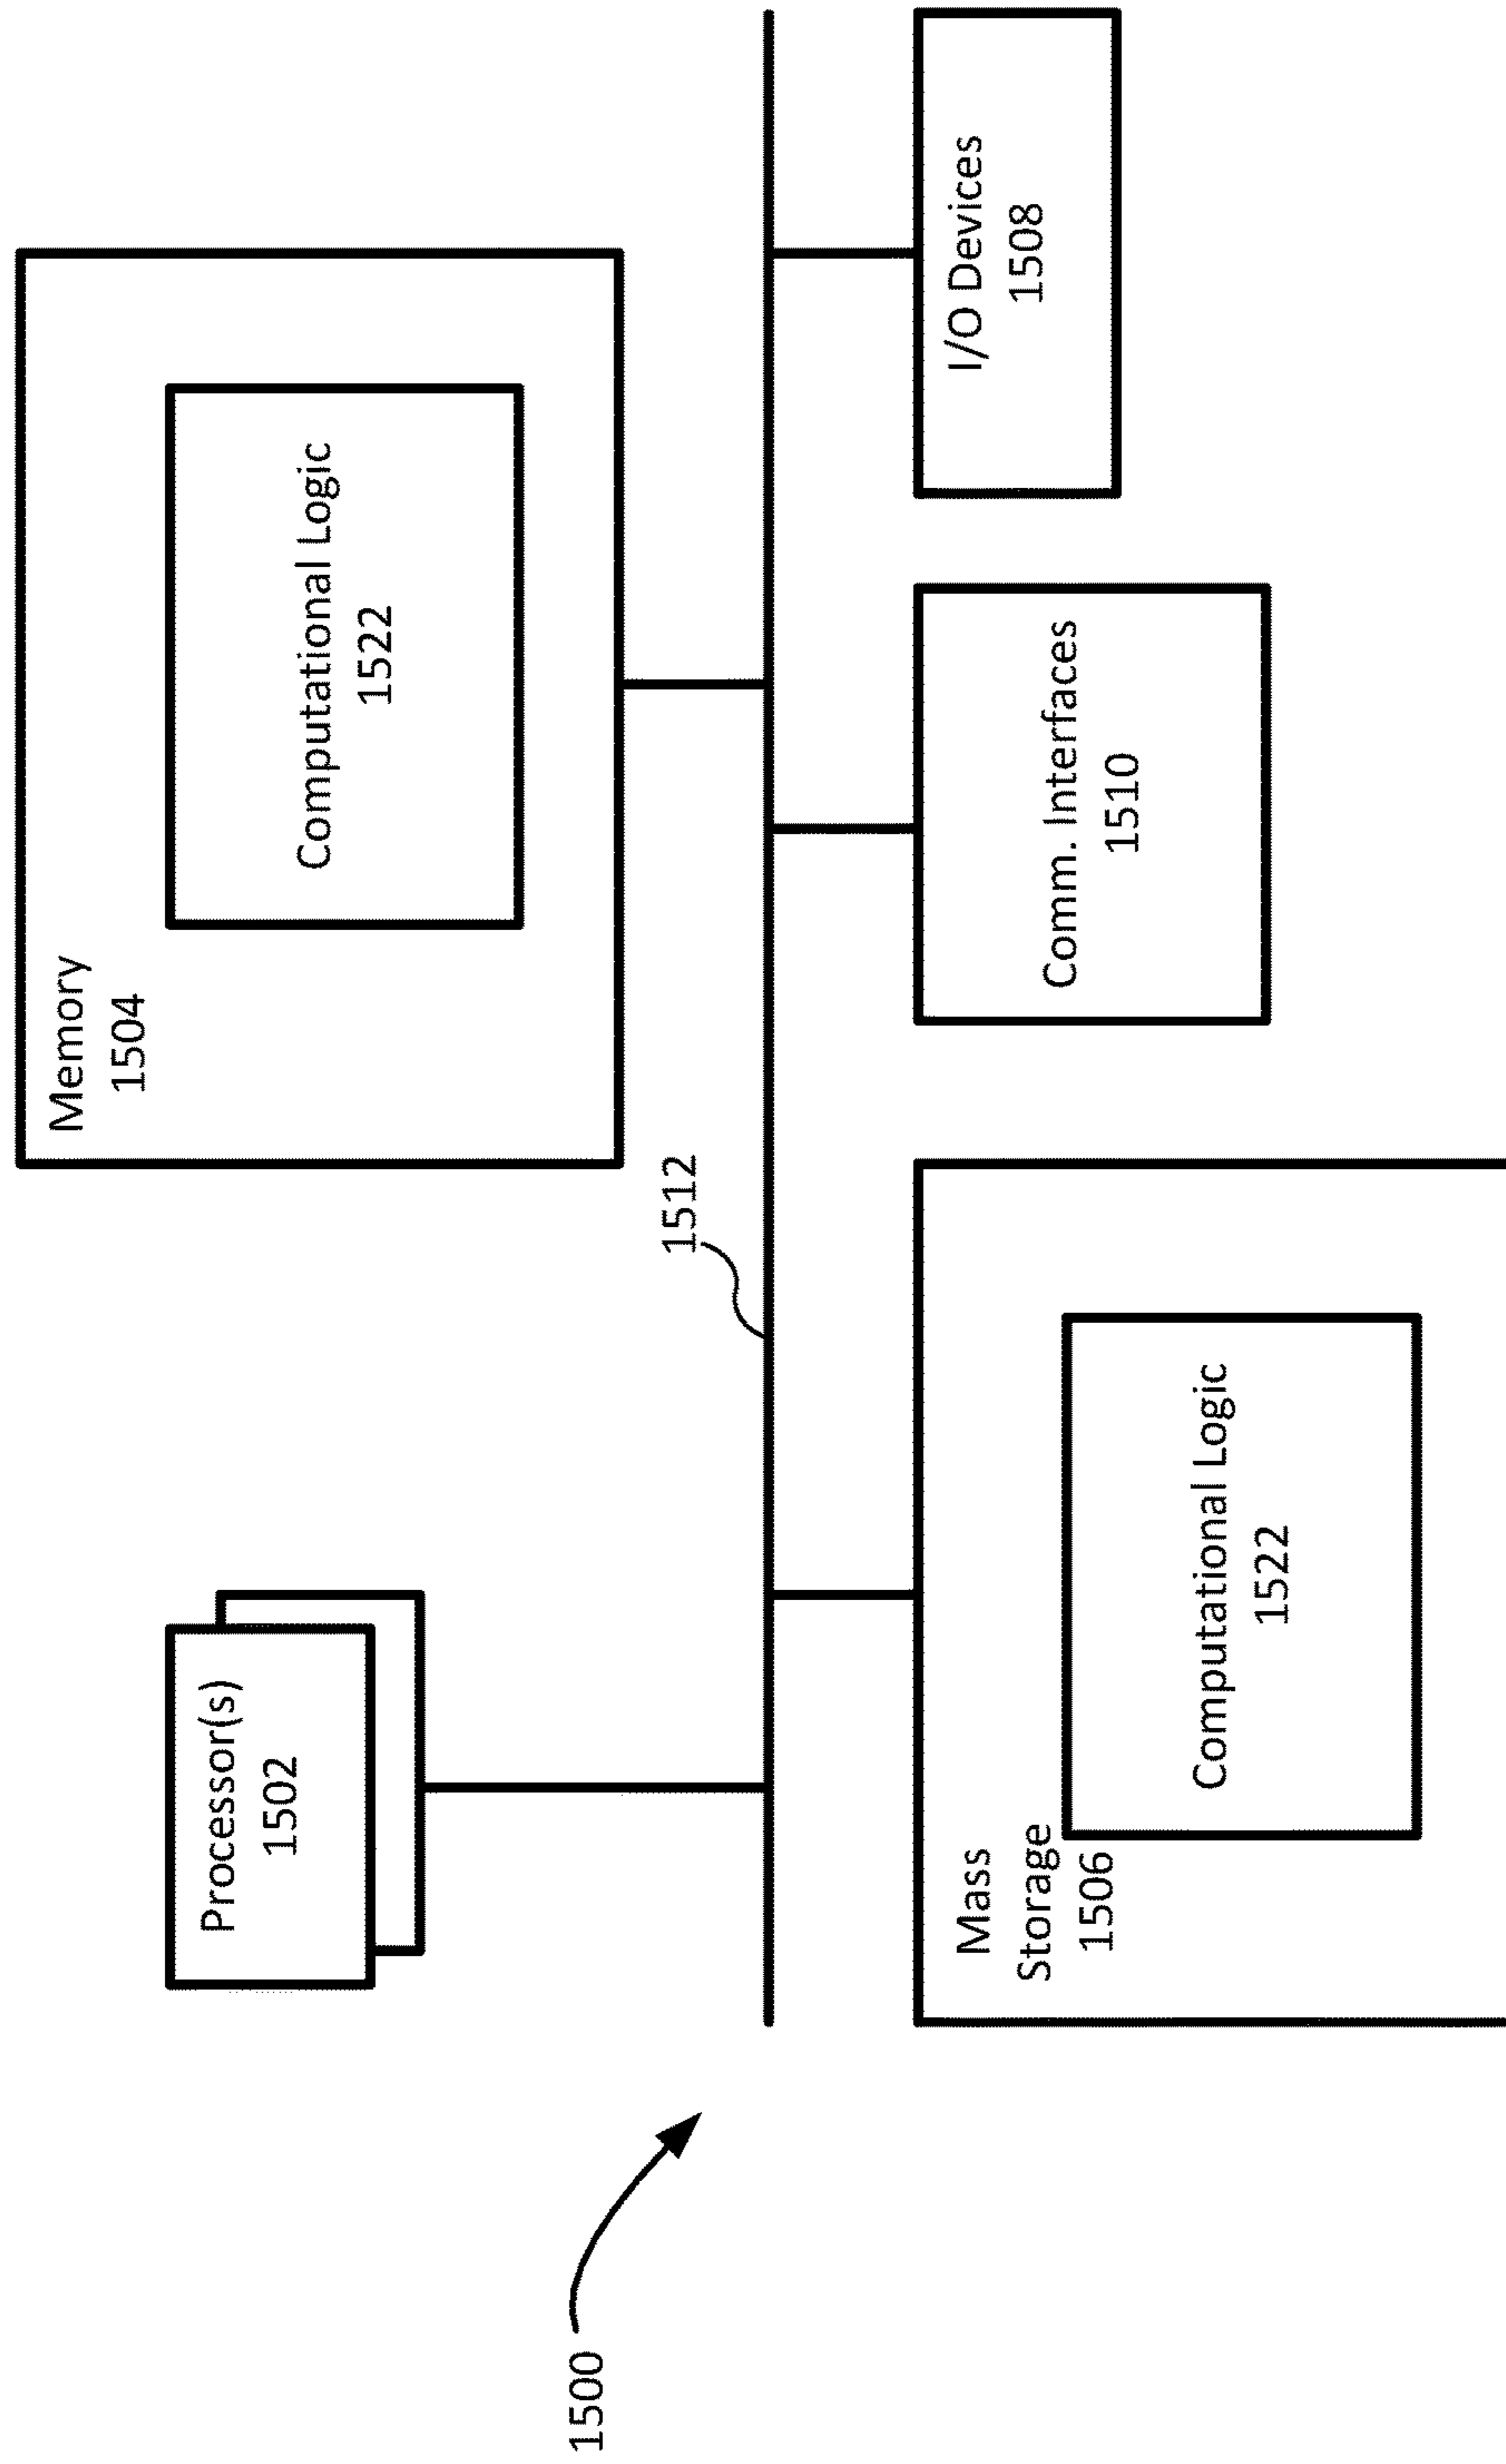 1500
Processor(s)
1502
Memory
1504
Computational Logic
1522
1512
Mass
Storage
1506
Computational Logic
1522
Comm. Interfaces
1510
I/O Devices
1508